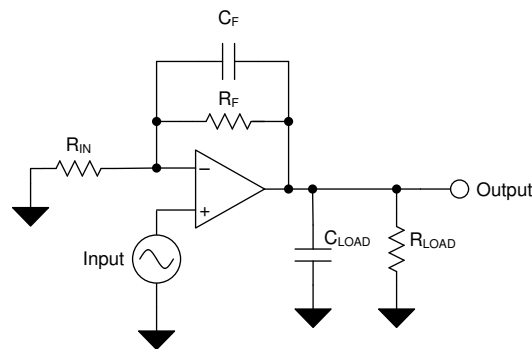 C_F
R_F
R_IN
−
+
Output
Input
C_LOAD
R_LOAD